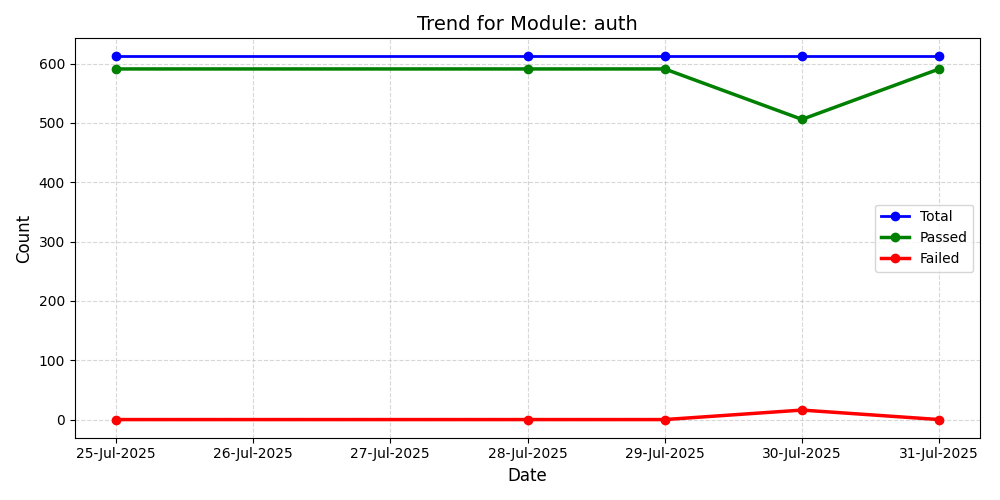 Trend for Module: auth
Count
600
500
400
300
200
100
0
Total
Passed
Failed
25-Jul-2025
26-Jul-2025
27-Jul-2025
28-Jul-2025
29-Jul-2025
30-Jul-2025
31-Jul-2025
Date